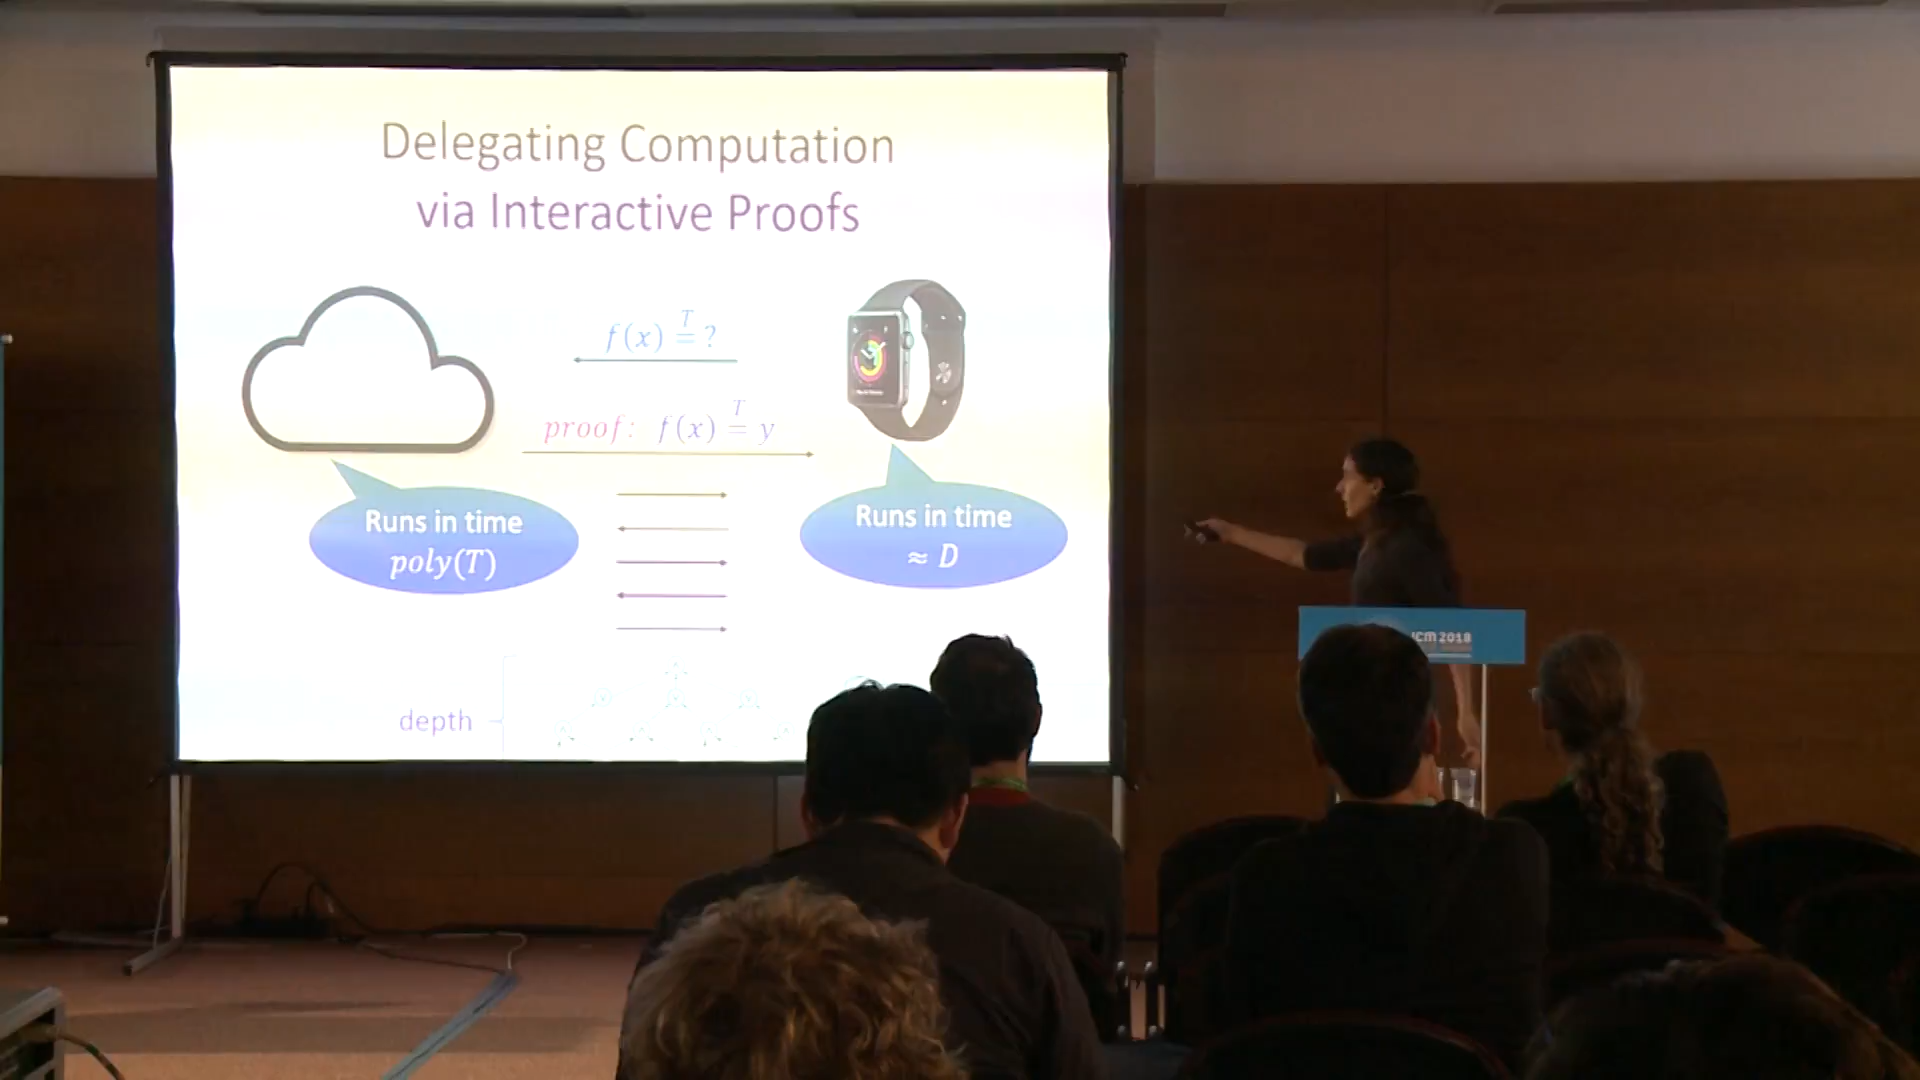 Delegating Computation
via Interactive Proofs
f(x) =ᵀ ?
proof: f(x) =ᵀ y
Runs in time
poly(T)
Runs in time
≈ D
depth
ICM 2018